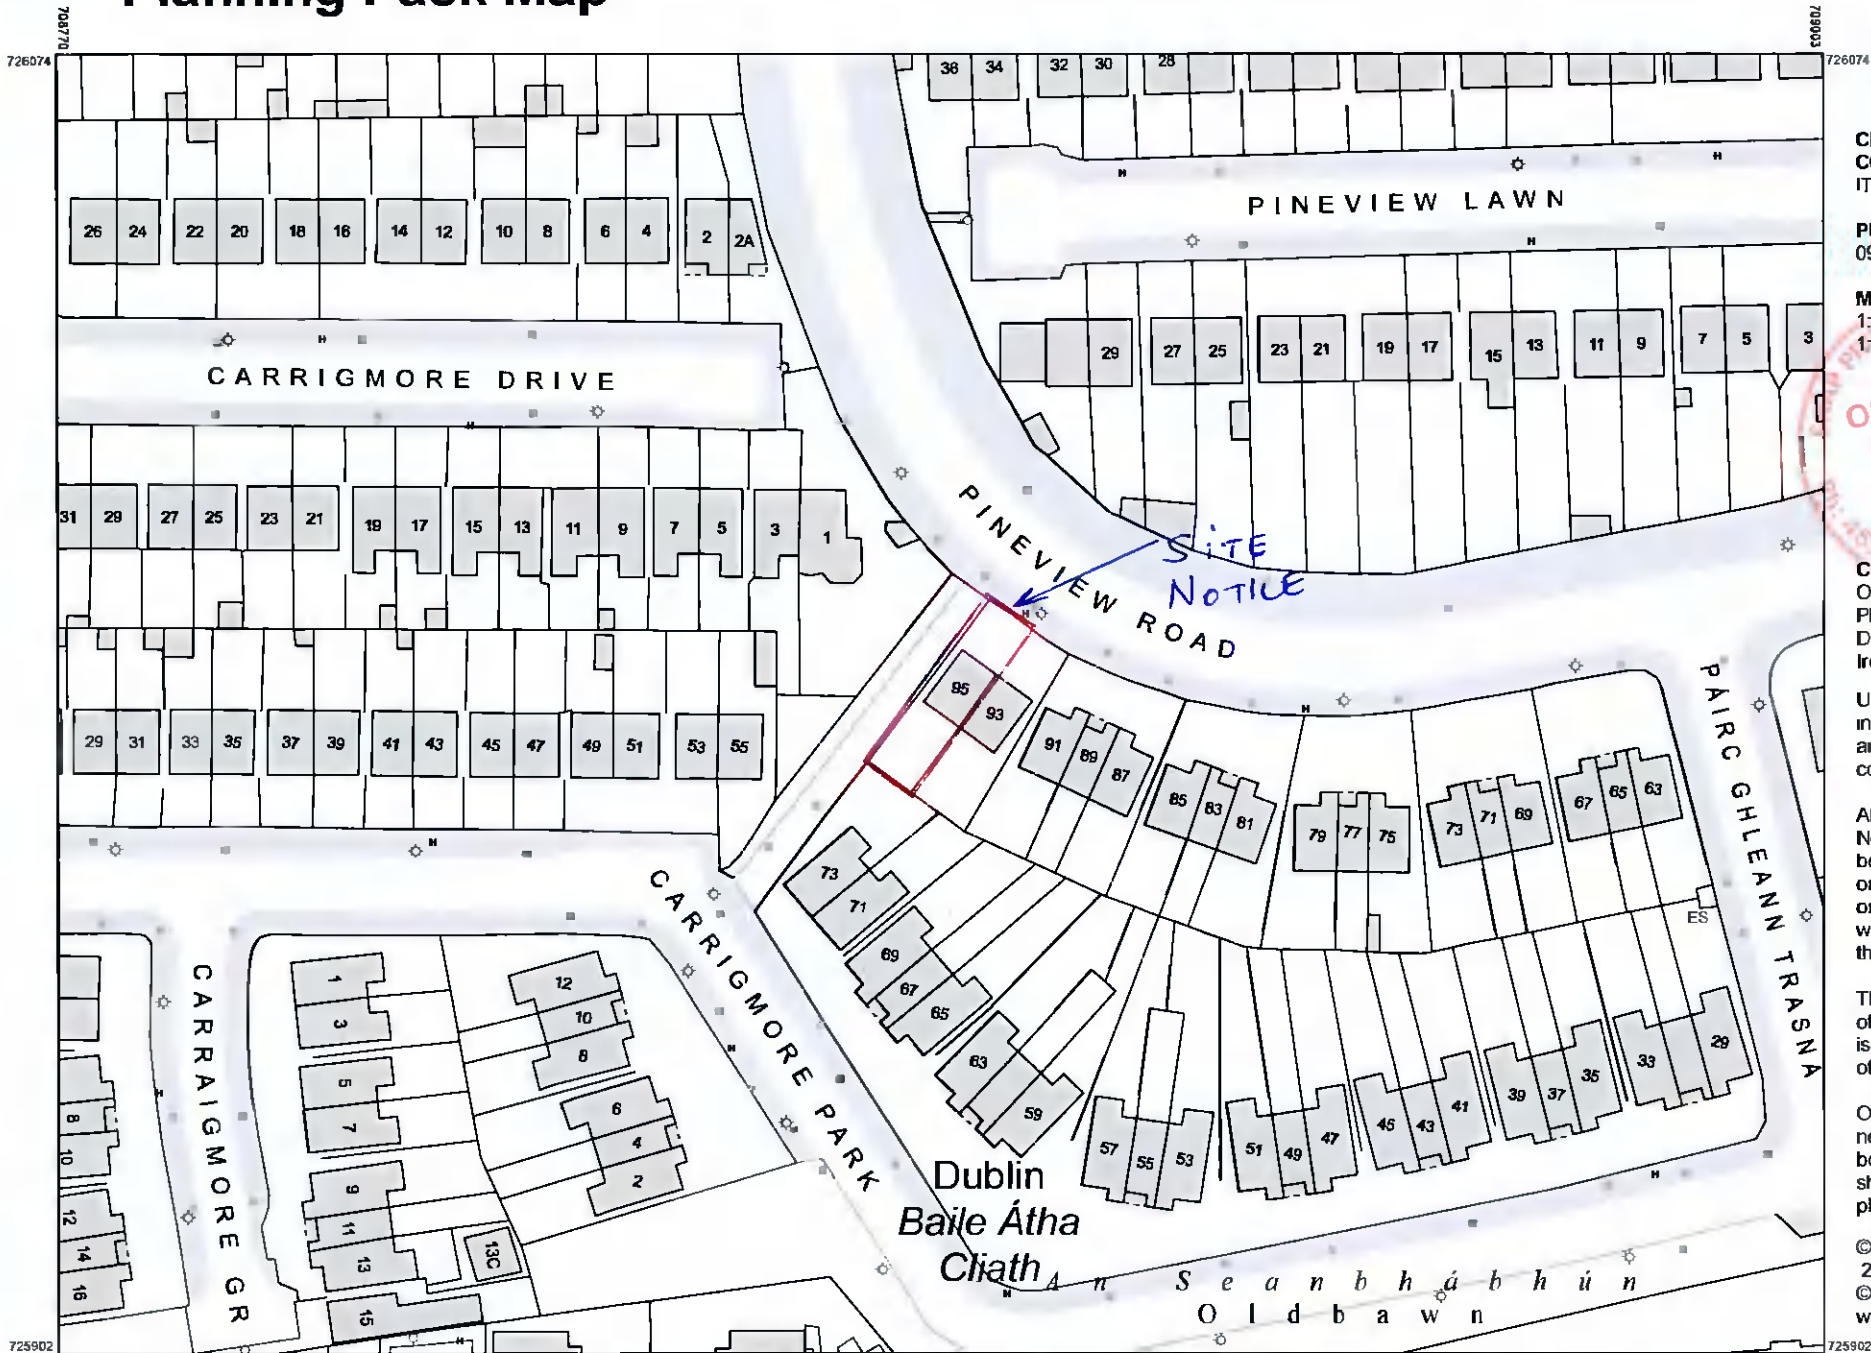 Planning Pack Map
708770
709003
726074
726074
36 34 32 30 28
PINEVIEW LAWN
26 24 22 20 18 16 14 12 10 8 6 4 2 2A
29 27 25 23 21 19 17 15 13 11 9 7 5 3
CARRIGMORE DRIVE
31 29 27 25 23 21 19 17 15 13 11 9 7 5 3 1
PINEVIEW ROAD
SiTE
NOTICE
95 93
91 89 87
85 83 81
79 77 75
73 71 69
67 65 63
29 31 33 35 37 39 41 43 45 47 49 51 53 55
PÁIRC GHLEANN TRASNA
ES
CARRIGMORE PARK
73 71
69 67 65
63 59
57 55 53
51 49 47
45 43 41
39 37 35
33 29
CARRAIGMORE GR
1
3
5
7
9
11
13
13C
15
12
10
8
6
4
2
8
10
12
14
16
Dublin
Baile Átha
Cliath
An Seanbhábhún
Oldbawn
725902
725902